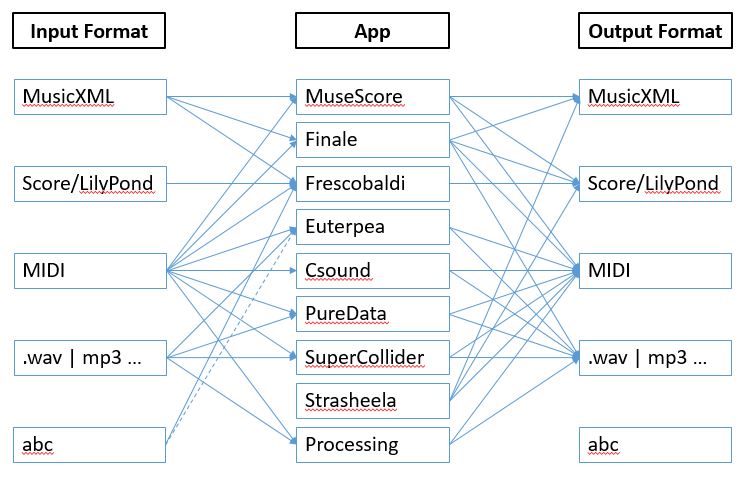 Input Format
App
Output Format
MusicXML
MuseScore
MusicXML
Finale
Score/LilyPond
Frescobaldi
Score/LilyPond
Euterpea
MIDI
Csound
MIDI
PureData
.wav | mp3 ...
SuperCollider
.wav | mp3 ...
Strasheela
abc
Processing
abc